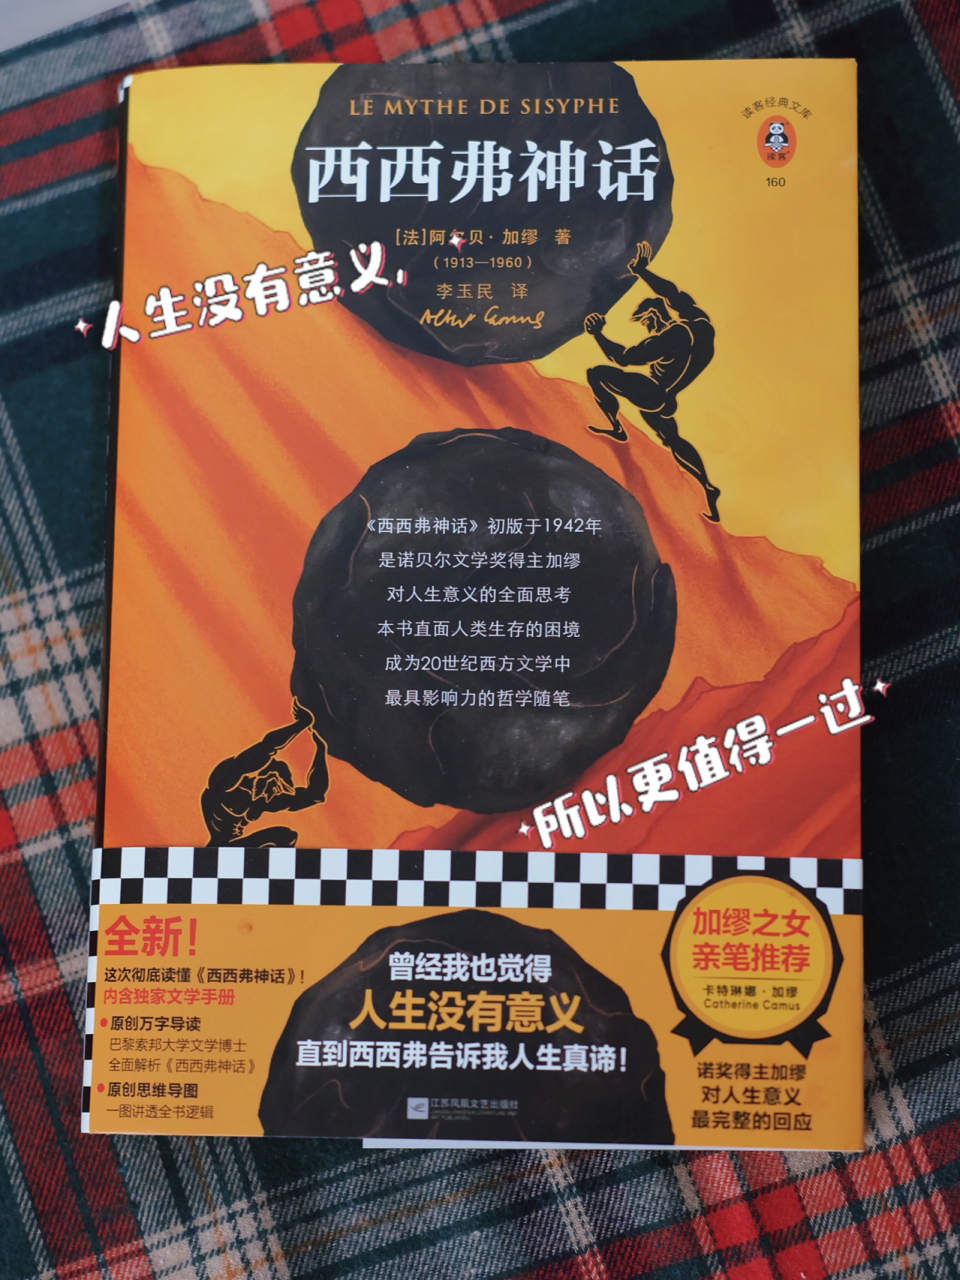 LE MYTHE DE SISYPHE
西西弗神话
读客经典文库
读客
160
[法]阿尔贝·加缪 著
(1913—1960)
李玉民 译
Albert Camus
人生没有意义,
《西西弗神话》初版于1942年
是诺贝尔文学奖得主加缪
对人生意义的全面思考
本书直面人类生存的困境
成为20世纪西方文学中
最具影响力的哲学随笔
所以更值得一过
全新!
这次彻底读懂《西西弗神话》!
内含独家文学手册
原创万字导读
巴黎索邦大学文学博士
全面解析《西西弗神话》
原创思维导图
一图讲透全书逻辑
曾经我也觉得
人生没有意义
直到西西弗告诉我人生真谛!
江苏凤凰文艺出版社
加缪之女
亲笔推荐
卡特琳娜·加缪
Catherine Camus
诺奖得主加缪
对人生意义
最完整的回应